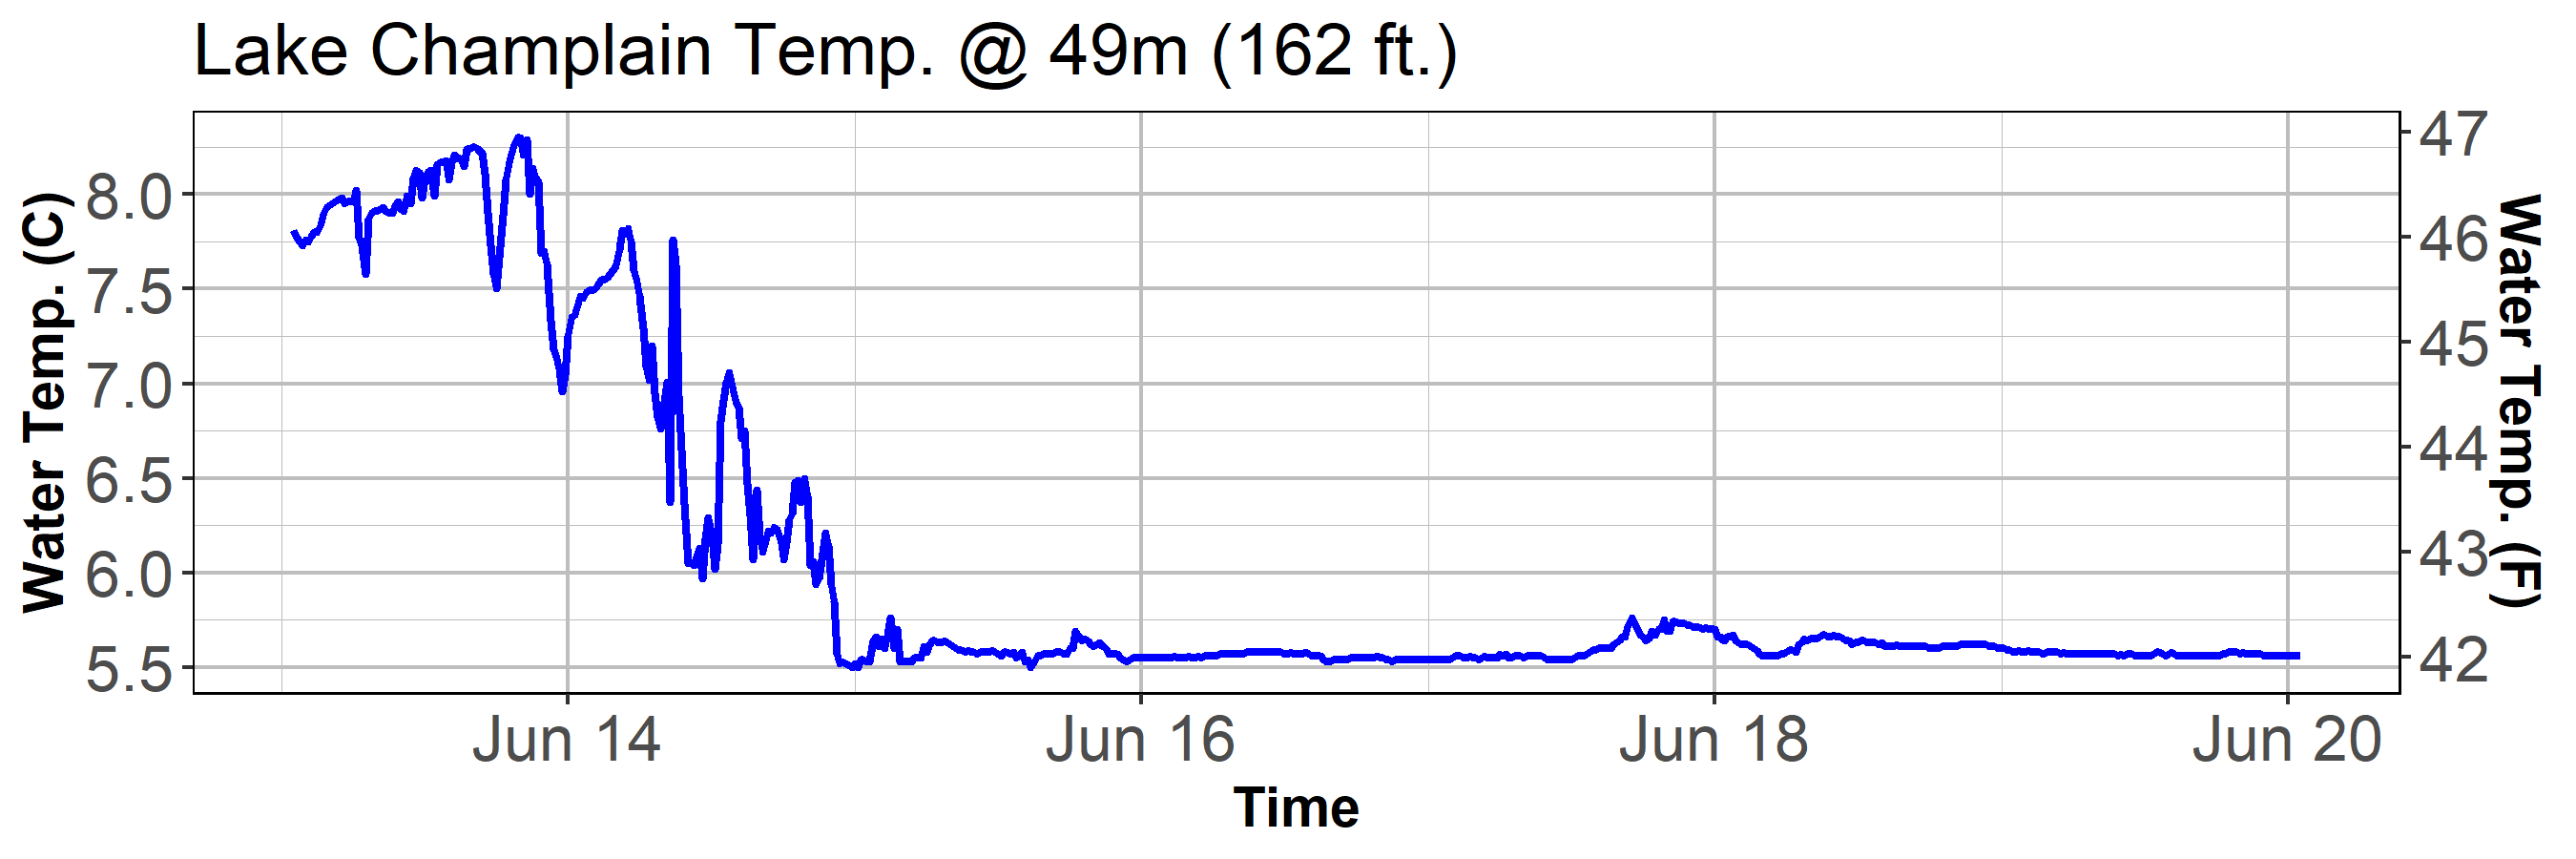 Lake Champlain Temp. @ 49m (162 ft.)
Water Temp. (C)
8.0
7.5
7.0
6.5
6.0
5.5
47
46
45
44
43
42
Water Temp. (F)
Jun 14 Jun 16 Jun 18 Jun 20
Time